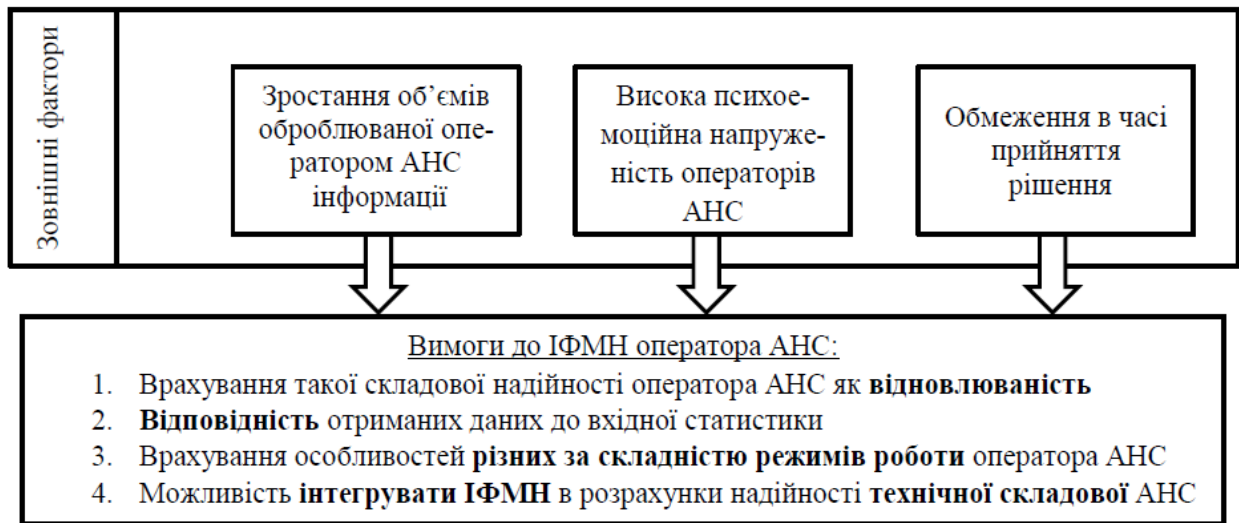 Зовнішні фактори
Зростання об’ємів
оброблюваної опе-
ратором АНС
інформації
Висока психое-
моційна напруже-
ність операторів
АНС
Обмеження в часі
прийняття
рішення
Вимоги до ІФМН оператора АНС:
1. Врахування такої складової надійності оператора АНС як відновлюваність
2. Відповідність отриманих даних до вхідної статистики
3. Врахування особливостей різних за складністю режимів роботи оператора АНС
4. Можливість інтегрувати ІФМН в розрахунки надійності технічної складової АНС